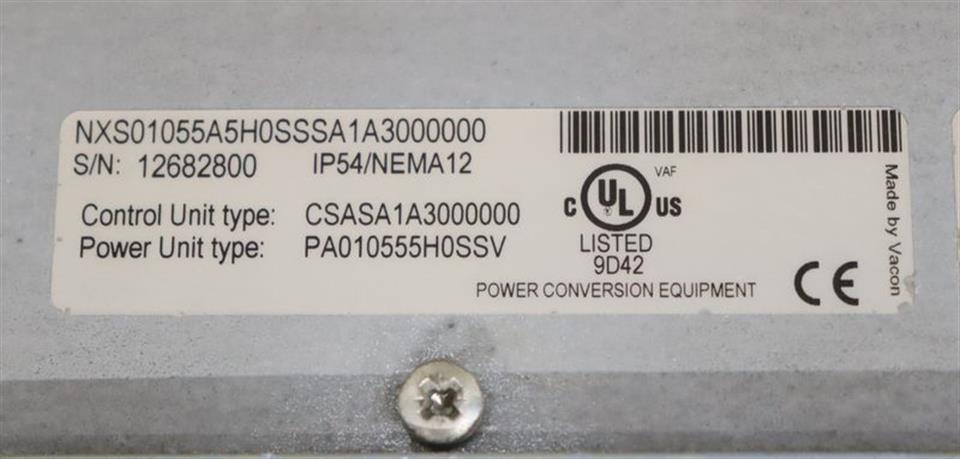 NXS01055A5H0SSSA1A3000000
S/N: 12682800 IP54/NEMA12
Control Unit type: CSASA1A3000000
Power Unit type: PA010555H0SSV
VAF
C UL US
LISTED
9D42
POWER CONVERSION EQUIPMENT
CE
Made by Vacon